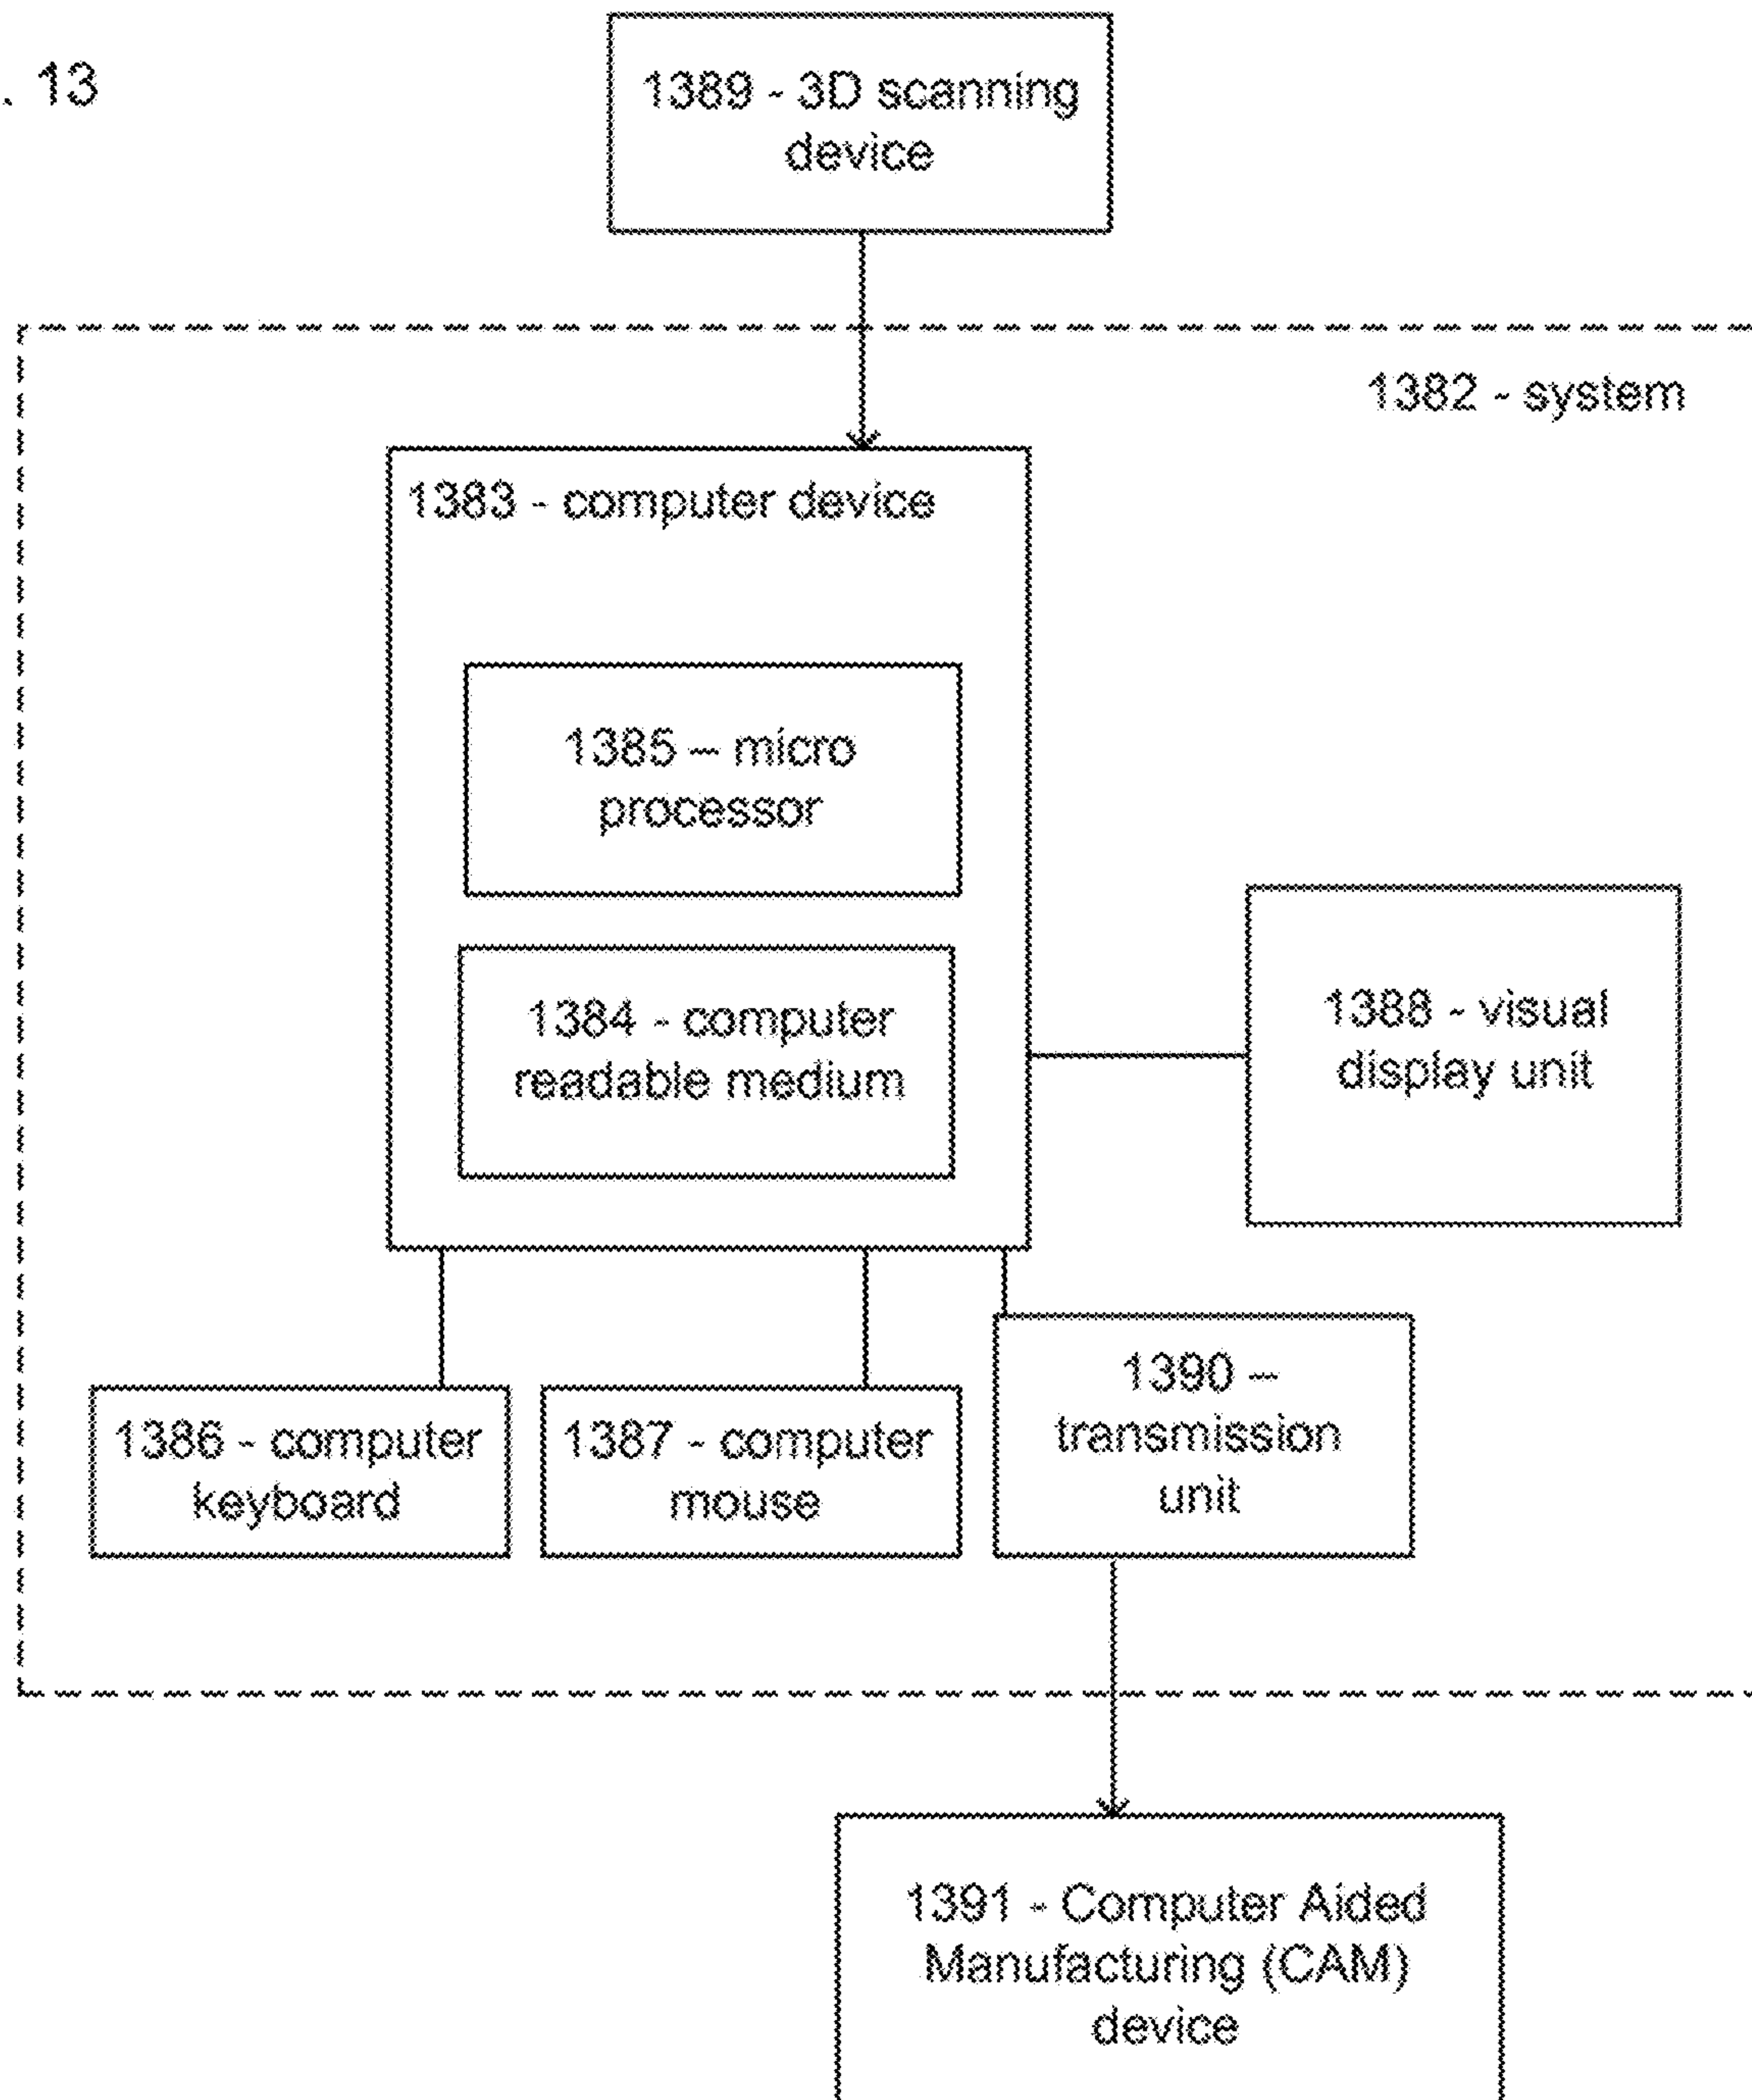 . 13
1389 - 3D scanning
device
1382 - system
1383 - computer device
1385 – micro
processor
1384 - computer
readable medium
1388 - visual
display unit
1386 - computer
keyboard
1387 - computer
mouse
1390 –
transmission
unit
1391 - Computer Aided
Manufacturing (CAM)
device